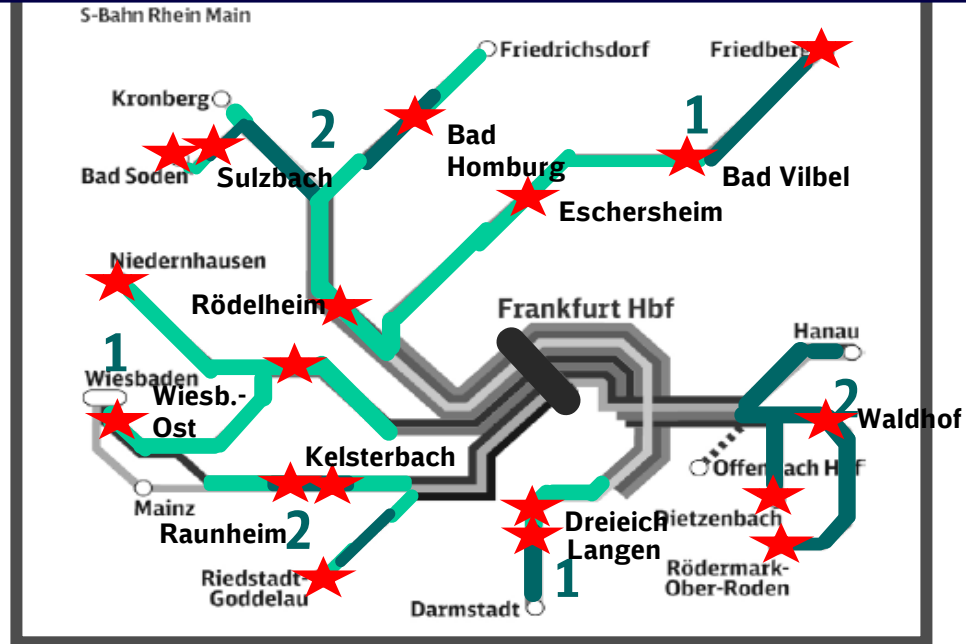 S-Bahn Rhein Main
Friedrichsdorf
Friedberg
Kronberg
2
1
Bad
Homburg
Bad Soden
Sulzbach
Bad Vilbel
Eschersheim
Niedernhausen
Rödelheim
Frankfurt Hbf
Hanau
1
Wiesbaden
Wiesb.-
Ost
2
Waldhof
Kelsterbach
Offenbach Hbf
Mainz
Raunheim
2
Dreieich
Langen
Dietzenbach
Riedstadt-
Goddelau
1
Rödermark-
Ober-Roden
Darmstadt